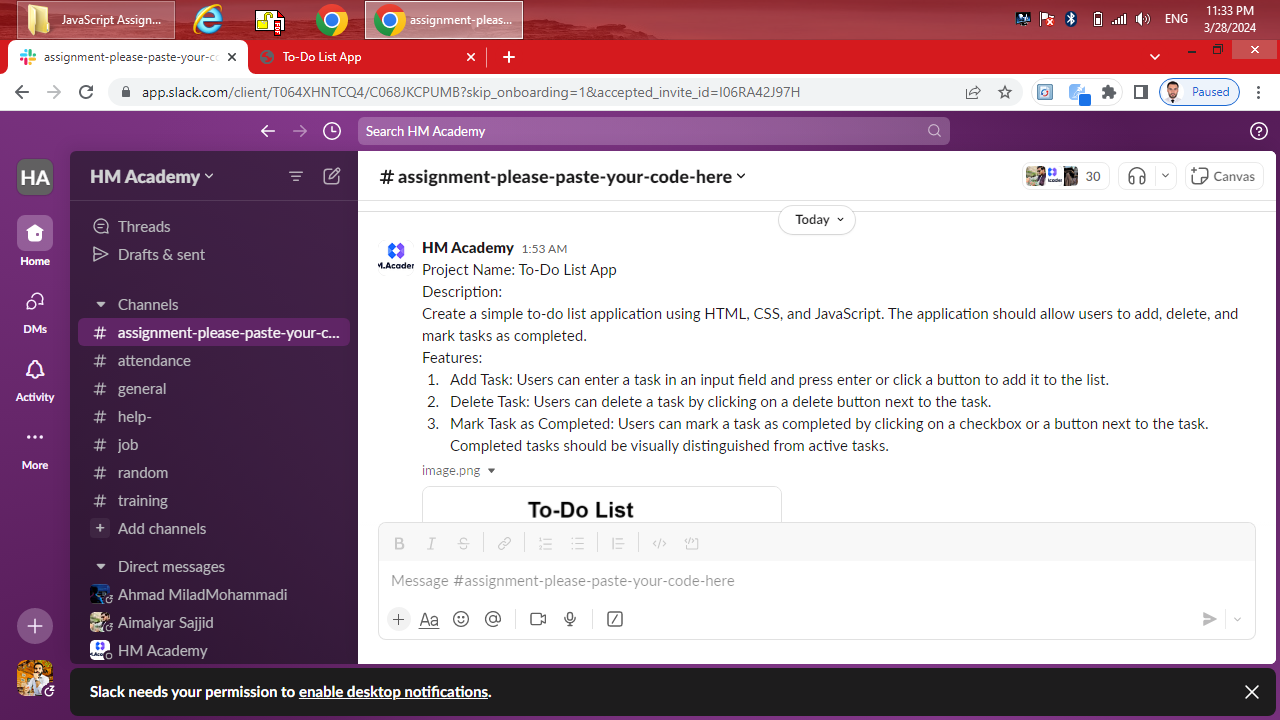 JavaScript Assign...
assignment-pleas...
ENG
11:33 PM
3/28/2024
assignment-please-paste-your-co
To-Do List App
app.slack.com/client/T064XHNTCQ4/C068JKCPUMB?skip_onboarding=1&accepted_invite_id=I06RA42J97H
Paused
Search HM Academy
HA
Home
DMs
Activity
More
HM Academy
Threads
Drafts & sent
Channels
# assignment-please-paste-your-c...
# attendance
# general
# help-
# job
# random
# training
+ Add channels
Direct messages
Ahmad MiladMohammadi
Aimalyar Sajjid
HM Academy
# assignment-please-paste-your-code-here
30
Canvas
Today
M.Acader
HM Academy 1:53 AM
Project Name: To-Do List App
Description:
Create a simple to-do list application using HTML, CSS, and JavaScript. The application should allow users to add, delete, and
mark tasks as completed.
Features:
1. Add Task: Users can enter a task in an input field and press enter or click a button to add it to the list.
2. Delete Task: Users can delete a task by clicking on a delete button next to the task.
3. Mark Task as Completed: Users can mark a task as completed by clicking on a checkbox or a button next to the task.
Completed tasks should be visually distinguished from active tasks.
image.png
To-Do List
B I S
Message #assignment-please-paste-your-code-here
Aa
Slack needs your permission to enable desktop notifications.